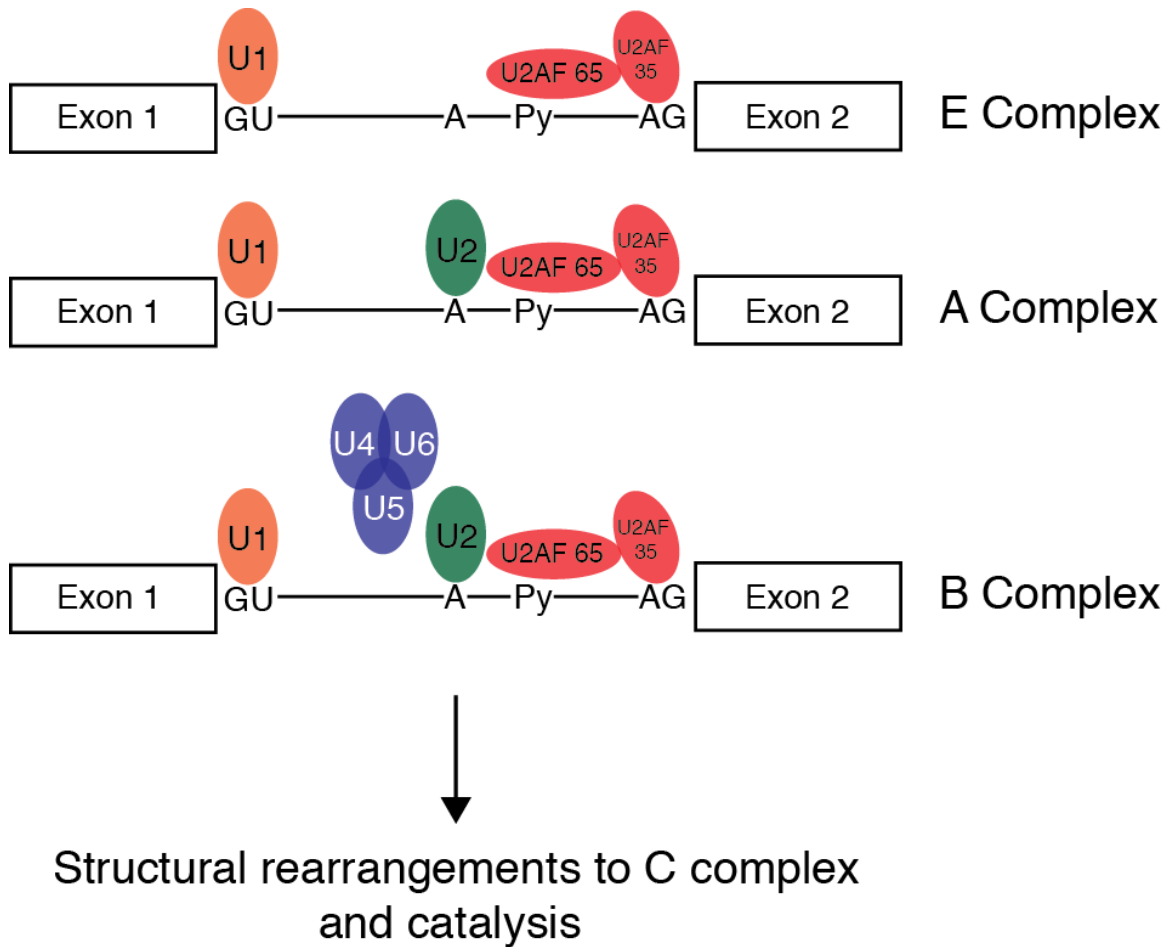 U1 U2AF 65 U2AF 35
Exon 1 GU A Py AG Exon 2 E Complex
U1 U2 U2AF 65 U2AF 35
Exon 1 GU A Py AG Exon 2 A Complex
U4 U6
U5
U1 U2 U2AF 65 U2AF 35
Exon 1 GU A Py AG Exon 2 B Complex
Structural rearrangements to C complex
and catalysis